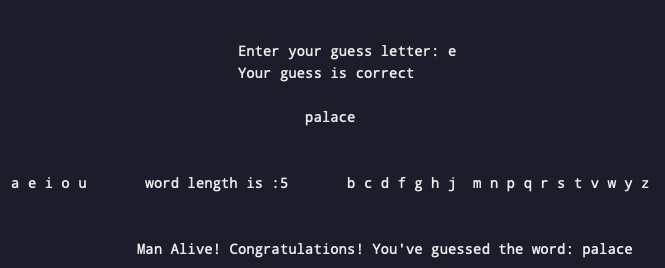 Enter your guess letter: e
Your guess is correct
palace
a e i o u word length is :5 b c d f g h j m n p q r s t v w y z
Man Alive! Congratulations! You've guessed the word: palace